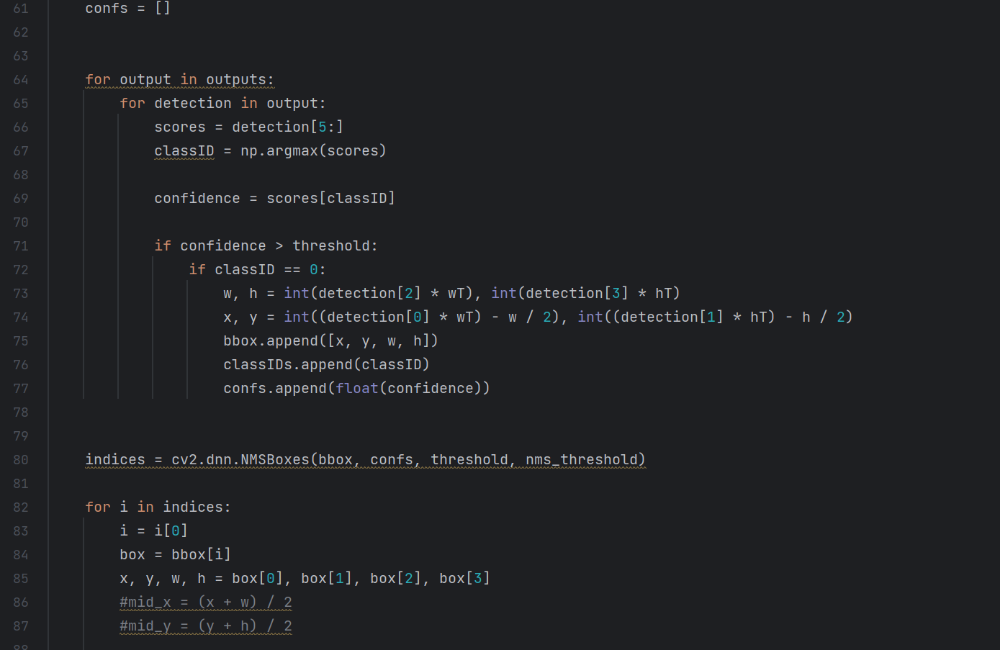 61 confs = []
62
63
64 for output in outputs:
65 for detection in output:
66 scores = detection[5:]
67 classID = np.argmax(scores)
68
69 confidence = scores[classID]
70
71 if confidence > threshold:
72 if classID == 0:
73 w, h = int(detection[2] * wT), int(detection[3] * hT)
74 x, y = int((detection[0] * wT) - w / 2), int((detection[1] * hT) - h / 2)
75 bbox.append([x, y, w, h])
76 classIDs.append(classID)
77 confs.append(float(confidence))
78
79
80 indices = cv2.dnn.NMSBoxes(bbox, confs, threshold, nms_threshold)
81
82 for i in indices:
83 i = i[0]
84 box = bbox[i]
85 x, y, w, h = box[0], box[1], box[2], box[3]
86 #mid_x = (x + w) / 2
87 #mid_y = (y + h) / 2
88